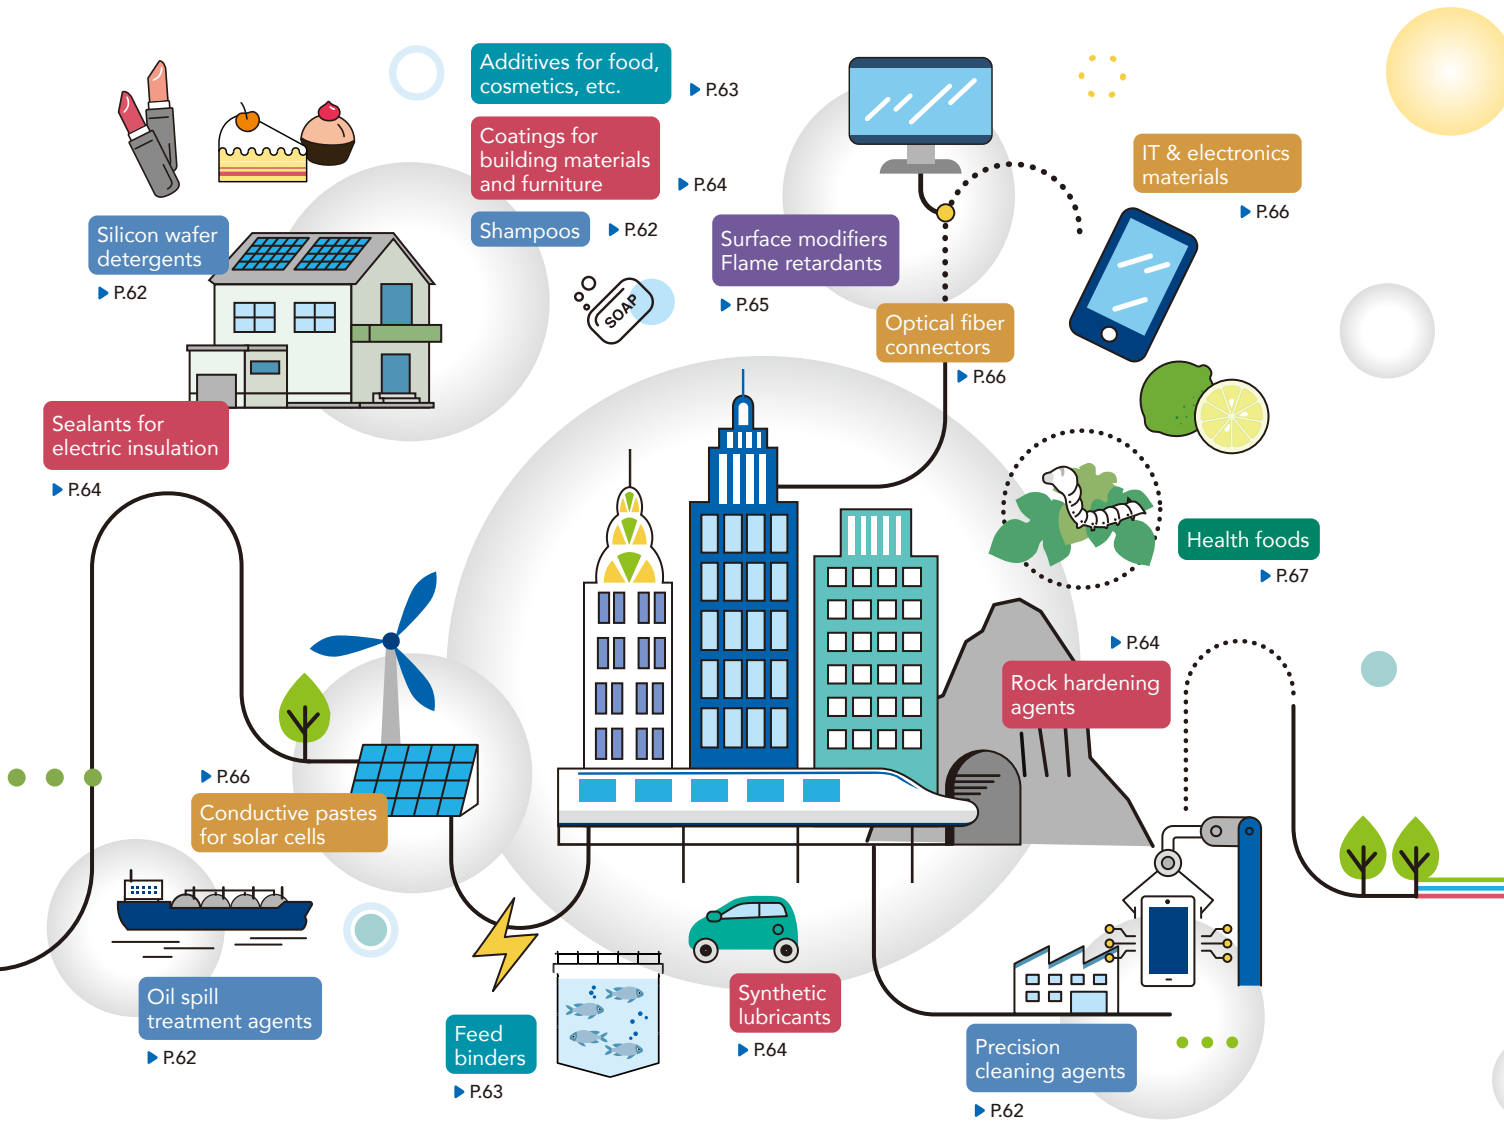 Additives for food,
cosmetics, etc.
P.63
Coatings for
building materials
and furniture
P.64
Shampoos
P.62
IT & electronics
materials
P.66
Silicon wafer
detergents
P.62
Surface modifiers
Flame retardants
P.65
SOAP
Optical fiber
connectors
P.66
Sealants for
electric insulation
P.64
Health foods
P.67
P.64
Rock hardening
agents
P.66
Conductive pastes
for solar cells
Oil spill
treatment agents
P.62
Feed
binders
P.63
Synthetic
lubricants
P.64
Precision
cleaning agents
P.62